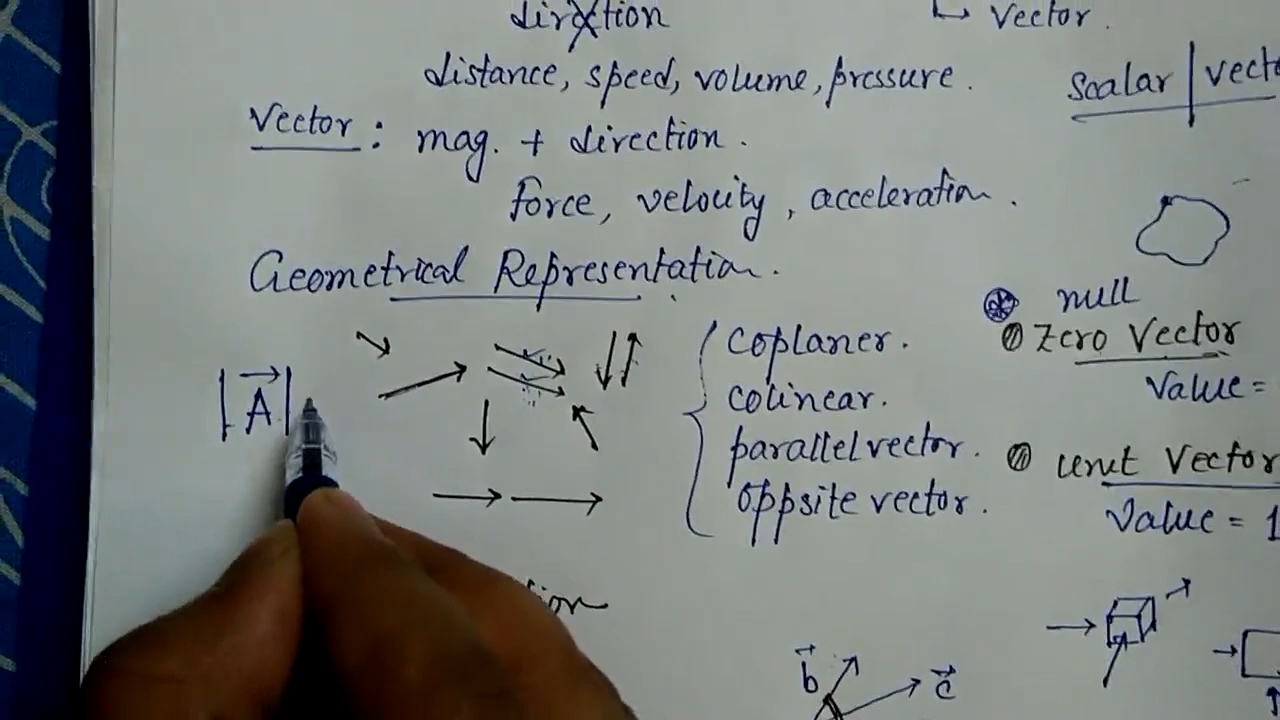 direction
↳ Vector.
distance, speed, volume, pressure.
Scalar | Vect
Vector : mag. + direction.
force, velocity, acceleration.
Geometrical Representation.
null
Zero Vector
Value =
|A⃗|
Coplaner.
Colinear.
parallel vector.
Oppsite vector.
Unit Vector
Value = 1
ion
b⃗
c⃗